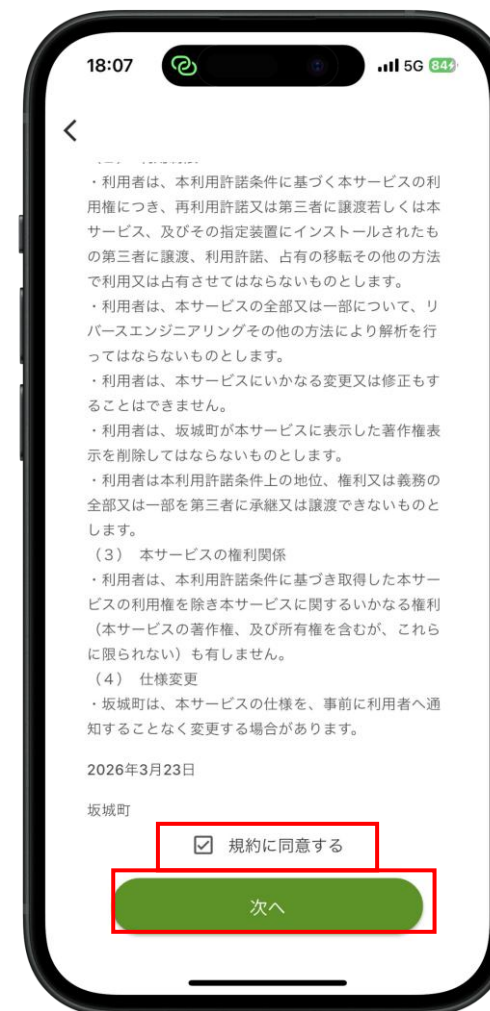 18:07
5G 84
・利用者は、本利用許諾条件に基づく本サービスの利
用権につき、再利用許諾又は第三者に譲渡若しくは本
サービス、及びその指定装置にインストールされたも
の第三者に譲渡、利用許諾、占有の移転その他の方法
で利用又は占有させてはならないものとします。
・利用者は、本サービスの全部又は一部について、リ
バースエンジニアリングその他の方法により解析を行
ってはならないものとします。
・利用者は、本サービスにいかなる変更又は修正もす
ることはできません。
・利用者は、坂城町が本サービスに表示した著作権表
示を削除してはならないものとします。
・利用者は本利用許諾条件上の地位、権利又は義務の
全部又は一部を第三者に承継又は譲渡できないものと
します。
（3） 本サービスの権利関係
・利用者は、本利用許諾条件に基づき取得した本サー
ビスの利用権を除き本サービスに関するいかなる権利
（本サービスの著作権、及び所有権を含むが、これら
に限られない）も有しません。
（4） 仕様変更
・坂城町は、本サービスの仕様を、事前に利用者へ通
知することなく変更する場合があります。
2026年3月23日
坂城町
規約に同意する
次へ